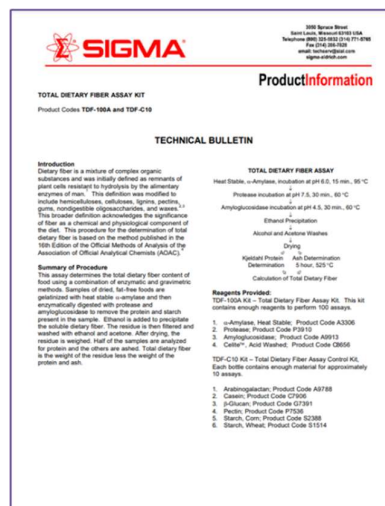 SIGMA®
3050 Spruce Street
Saint Louis, Missouri 63103 USA
Telephone (800) 325-5832 (314) 771-5765
Fax (314) 286-7828
email: techserv@sial.com
sigma-aldrich.com
ProductInformation
TOTAL DIETARY FIBER ASSAY KIT
Product Codes TDF-100A and TDF-C10
TECHNICAL BULLETIN
Introduction
Dietary fiber is a mixture of complex organic
substances and was initially defined as remnants of
plant cells resistant to hydrolysis by the alimentary
enzymes of man. This definition was modified to
include hemicelluloses, celluloses, lignins, pectins,
gums, nondigestible oligosaccharides, and waxes.
This broader definition acknowledges the significance
of fiber as a chemical and physiological component of
the diet. This procedure for the determination of total
dietary fiber is based on the method published in the
16th Edition of the Official Methods of Analysis of the
Association of Official Analytical Chemists (AOAC).
Summary of Procedure
This assay determines the total dietary fiber content of
food using a combination of enzymatic and gravimetric
methods. Samples of dried, fat-free foods are
gelatinized with heat stable α-amylase and then
enzymatically digested with protease and
amyloglucosidase to remove the protein and starch
present in the sample. Ethanol is added to precipitate
the soluble dietary fiber. The residue is then filtered and
washed with ethanol and acetone. After drying, the
residue is weighed. Half of the samples are analyzed
for protein and the others are ashed. Total dietary fiber
is the weight of the residue less the weight of the
protein and ash.
TOTAL DIETARY FIBER ASSAY
Heat Stable, α-Amylase, incubation at pH 6.0, 15 min., 95 °C
↓
Protease incubation at pH 7.5, 30 min., 60 °C
↓
Amyloglucosidase incubation at pH 4.5, 30 min., 60 °C
↓
Ethanol Precipitation
↓
Alcohol and Acetone Washes
↓
Drying
Kjeldahl Protein Ash Determination
Determination 5 hour, 525 °C
Calculation of Total Dietary Fiber
Reagents Provided:
TDF-100A Kit – Total Dietary Fiber Assay Kit. This kit
contains enough reagents to perform 100 assays.
1. α-Amylase, Heat Stable; Product Code A3306
2. Protease; Product Code P3910
3. Amyloglucosidase; Product Code A9913
4. Celite™, Acid Washed; Product Code C8656
TDF-C10 Kit – Total Dietary Fiber Assay Control Kit,
Each bottle contains enough material for approximately
10 assays.
1. Arabinogalactan; Product Code A9788
2. Casein; Product Code C7906
3. β-Glucan; Product Code G7391
4. Pectin; Product Code P7536
5. Starch, Corn; Product Code S2388
6. Starch, Wheat; Product Code S1514